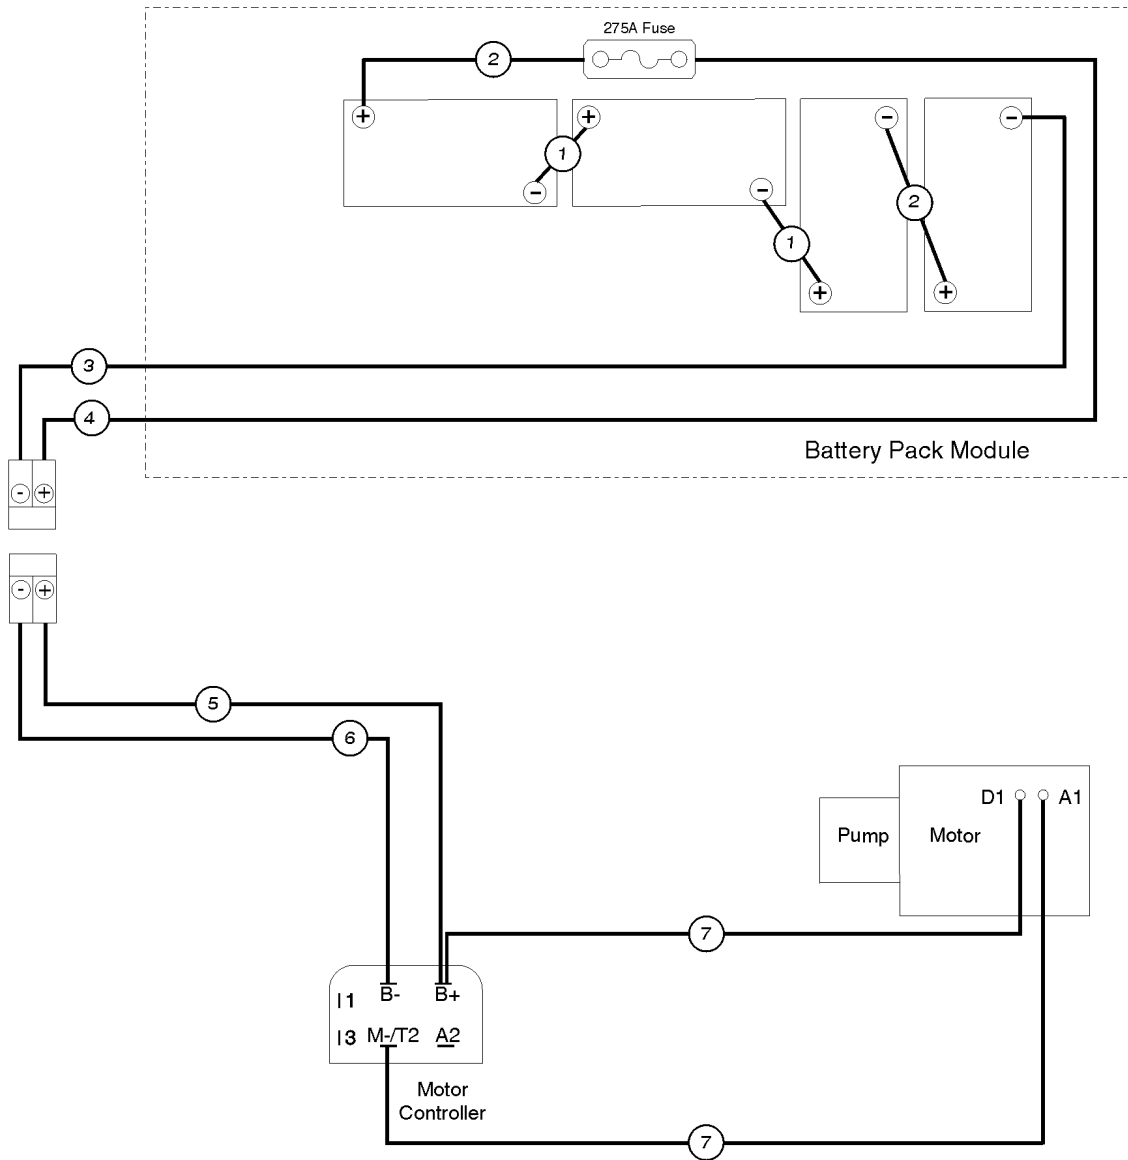 275A Fuse
2
+
+
-
-
1
-
-
2
1
+
+
3
4
Battery Pack Module
- +
- +
5
6
D1 A1
Pump Motor
7
I1 B- B+
I3 M-/T2 A2
Motor
Controller
7